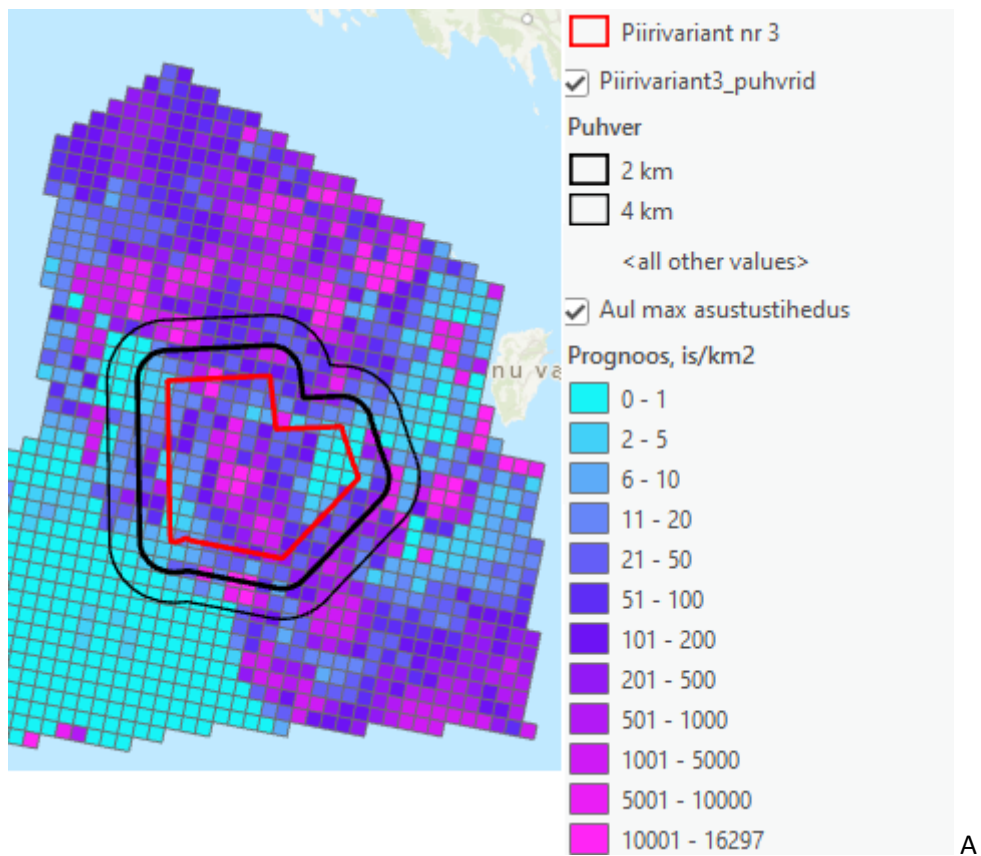 Piirivariant nr 3
Piirivariant3_puhvrid
Puhver
2 km
4 km
<all other values>
Aul max asustustihedus
Prognoos, is/km2
0 - 1
2 - 5
6 - 10
11 - 20
21 - 50
51 - 100
101 - 200
201 - 500
501 - 1000
1001 - 5000
5001 - 10000
10001 - 16297
nu va
A